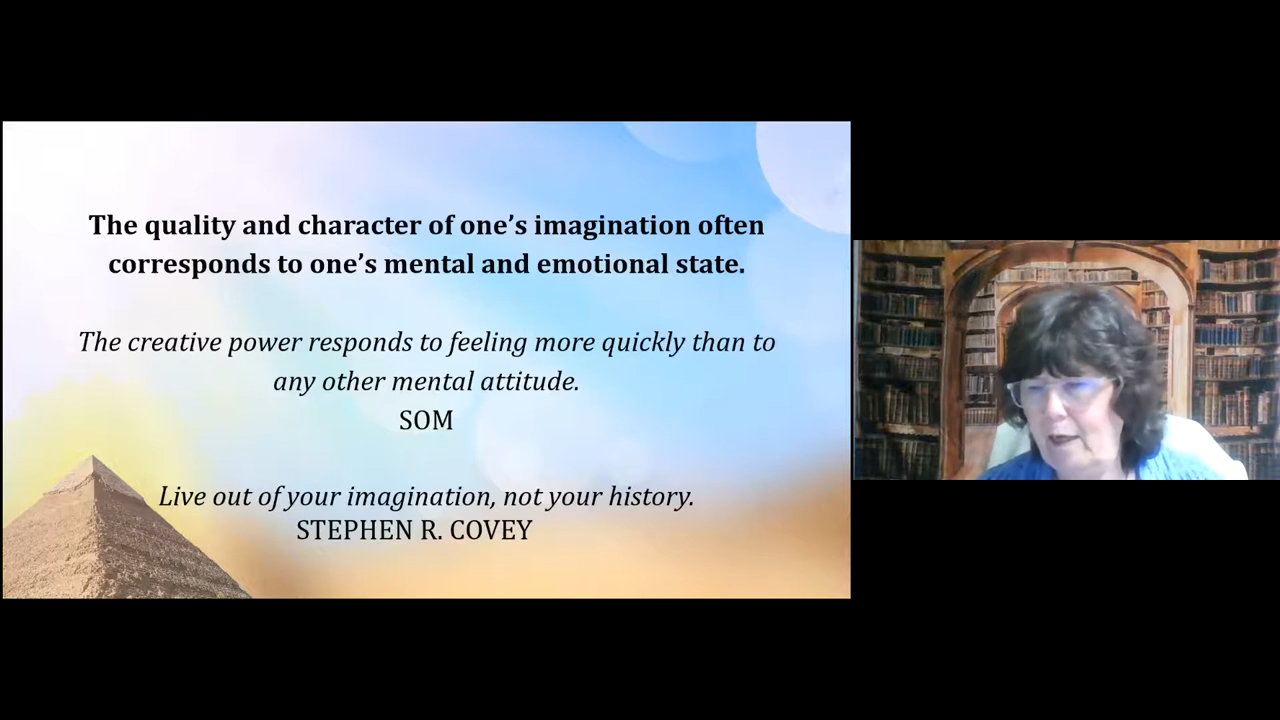 The quality and character of one’s imagination often
corresponds to one’s mental and emotional state.
The creative power responds to feeling more quickly than to
any other mental attitude.
SOM
Live out of your imagination, not your history.
STEPHEN R. COVEY